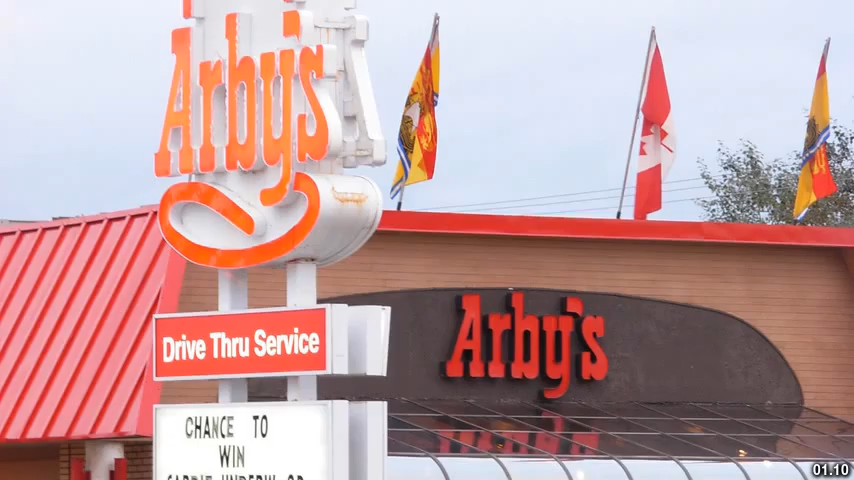 Arby's
Drive Thru Service
CHANCE TO
WIN
Arby's
01.10